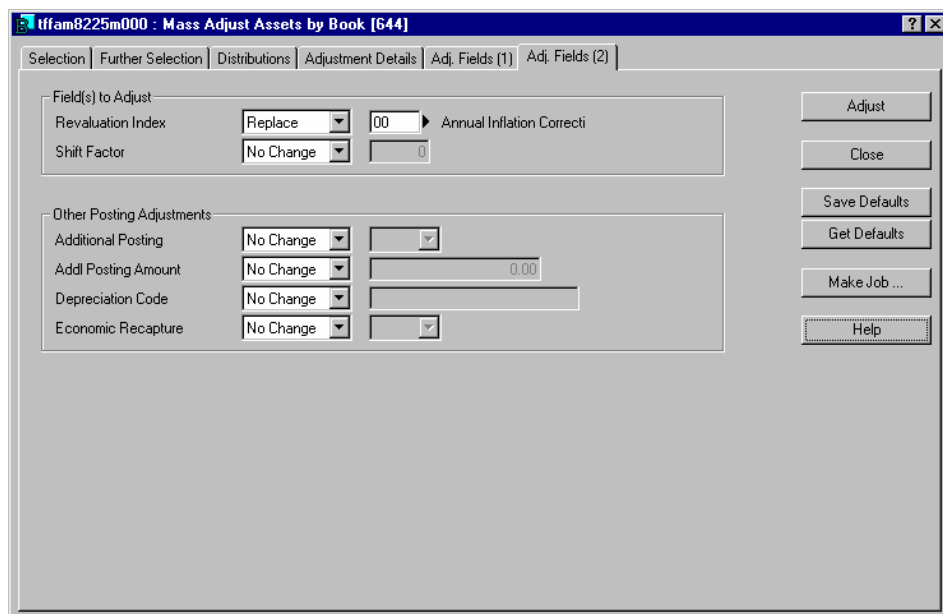 tffam8225m000 : Mass Adjust Assets by Book [644]
Selection Further Selection Distributions Adjustment Details Adj. Fields (1) Adj. Fields (2)
Field(s) to Adjust
Revaluation Index Replace 00 Annual Inflation Correcti
Shift Factor No Change 0
Other Posting Adjustments
Additional Posting No Change
Addl Posting Amount No Change 0.00
Depreciation Code No Change
Economic Recapture No Change
Adjust
Close
Save Defaults
Get Defaults
Make Job ...
Help